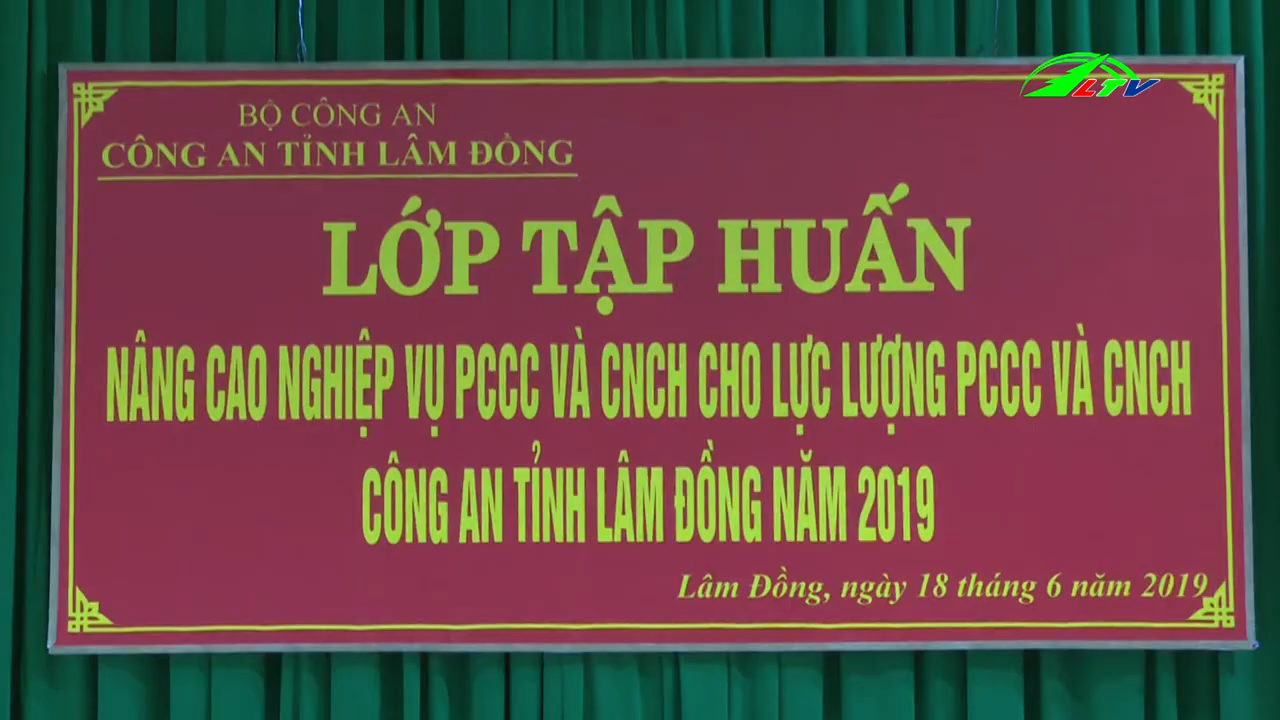 LTV
BỘ CÔNG AN
CÔNG AN TỈNH LÂM ĐỒNG
LỚP TẬP HUẤN
NÂNG CAO NGHIỆP VỤ PCCC VÀ CNCH CHO LỰC LƯỢNG PCCC VÀ CNCH
CÔNG AN TỈNH LÂM ĐỒNG NĂM 2019
Lâm Đồng, ngày 18 tháng 6 năm 2019